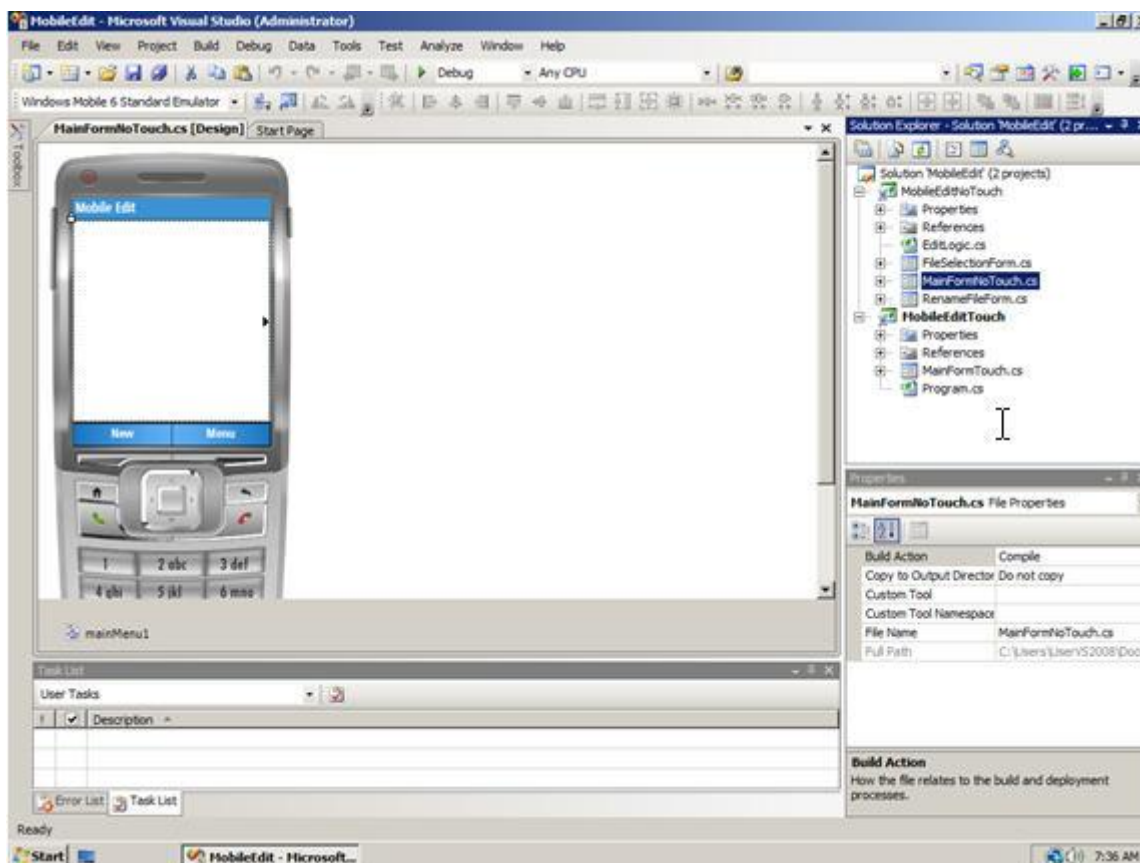 MobileEdit - Microsoft Visual Studio (Administrator)
File Edit View Project Build Debug Data Tools Test Analyze Window Help
Debug Any CPU
Windows Mobile 6 Standard Emulator
Toolbox
MainFormNoTouch.cs [Design] Start Page
Mobile Edit
New Menu
1 2 abc 3 def
4 ghi 5 jkl 6 mno
mainMenu1
Task List
User Tasks
! Description
Error List Task List
Solution Explorer - Solution 'MobileEdit' (2 pr...
Solution 'MobileEdit' (2 projects)
MobileEditNoTouch
Properties
References
EditLogic.cs
FileSelectionForm.cs
MainFormNoTouch.cs
RenameFileForm.cs
MobileEditTouch
Properties
References
MainFormTouch.cs
Program.cs
Properties
MainFormNoTouch.cs File Properties
Build Action Compile
Copy to Output Director Do not copy
Custom Tool
Custom Tool Namespace
File Name MainFormNoTouch.cs
Full Path C:\Users\UserVS2008\Doc
Build Action
How the file relates to the build and deployment
processes.
Ready
Start MobileEdit - Microsoft... 7:36 AM